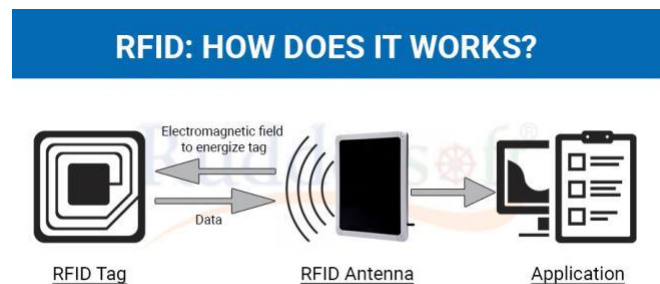 RFID: HOW DOES IT WORKS?
Electromagnetic field
to energize tag
Data
RFID Tag
RFID Antenna
Application